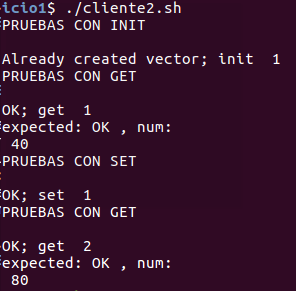 icio1$ ./cliente2.sh
PRUEBAS CON INIT
Already created vector; init  1
PRUEBAS CON GET
OK; get  1
expected: OK , num:
40
PRUEBAS CON SET
OK; set  1
PRUEBAS CON GET
OK; get  2
expected: OK , num:
80